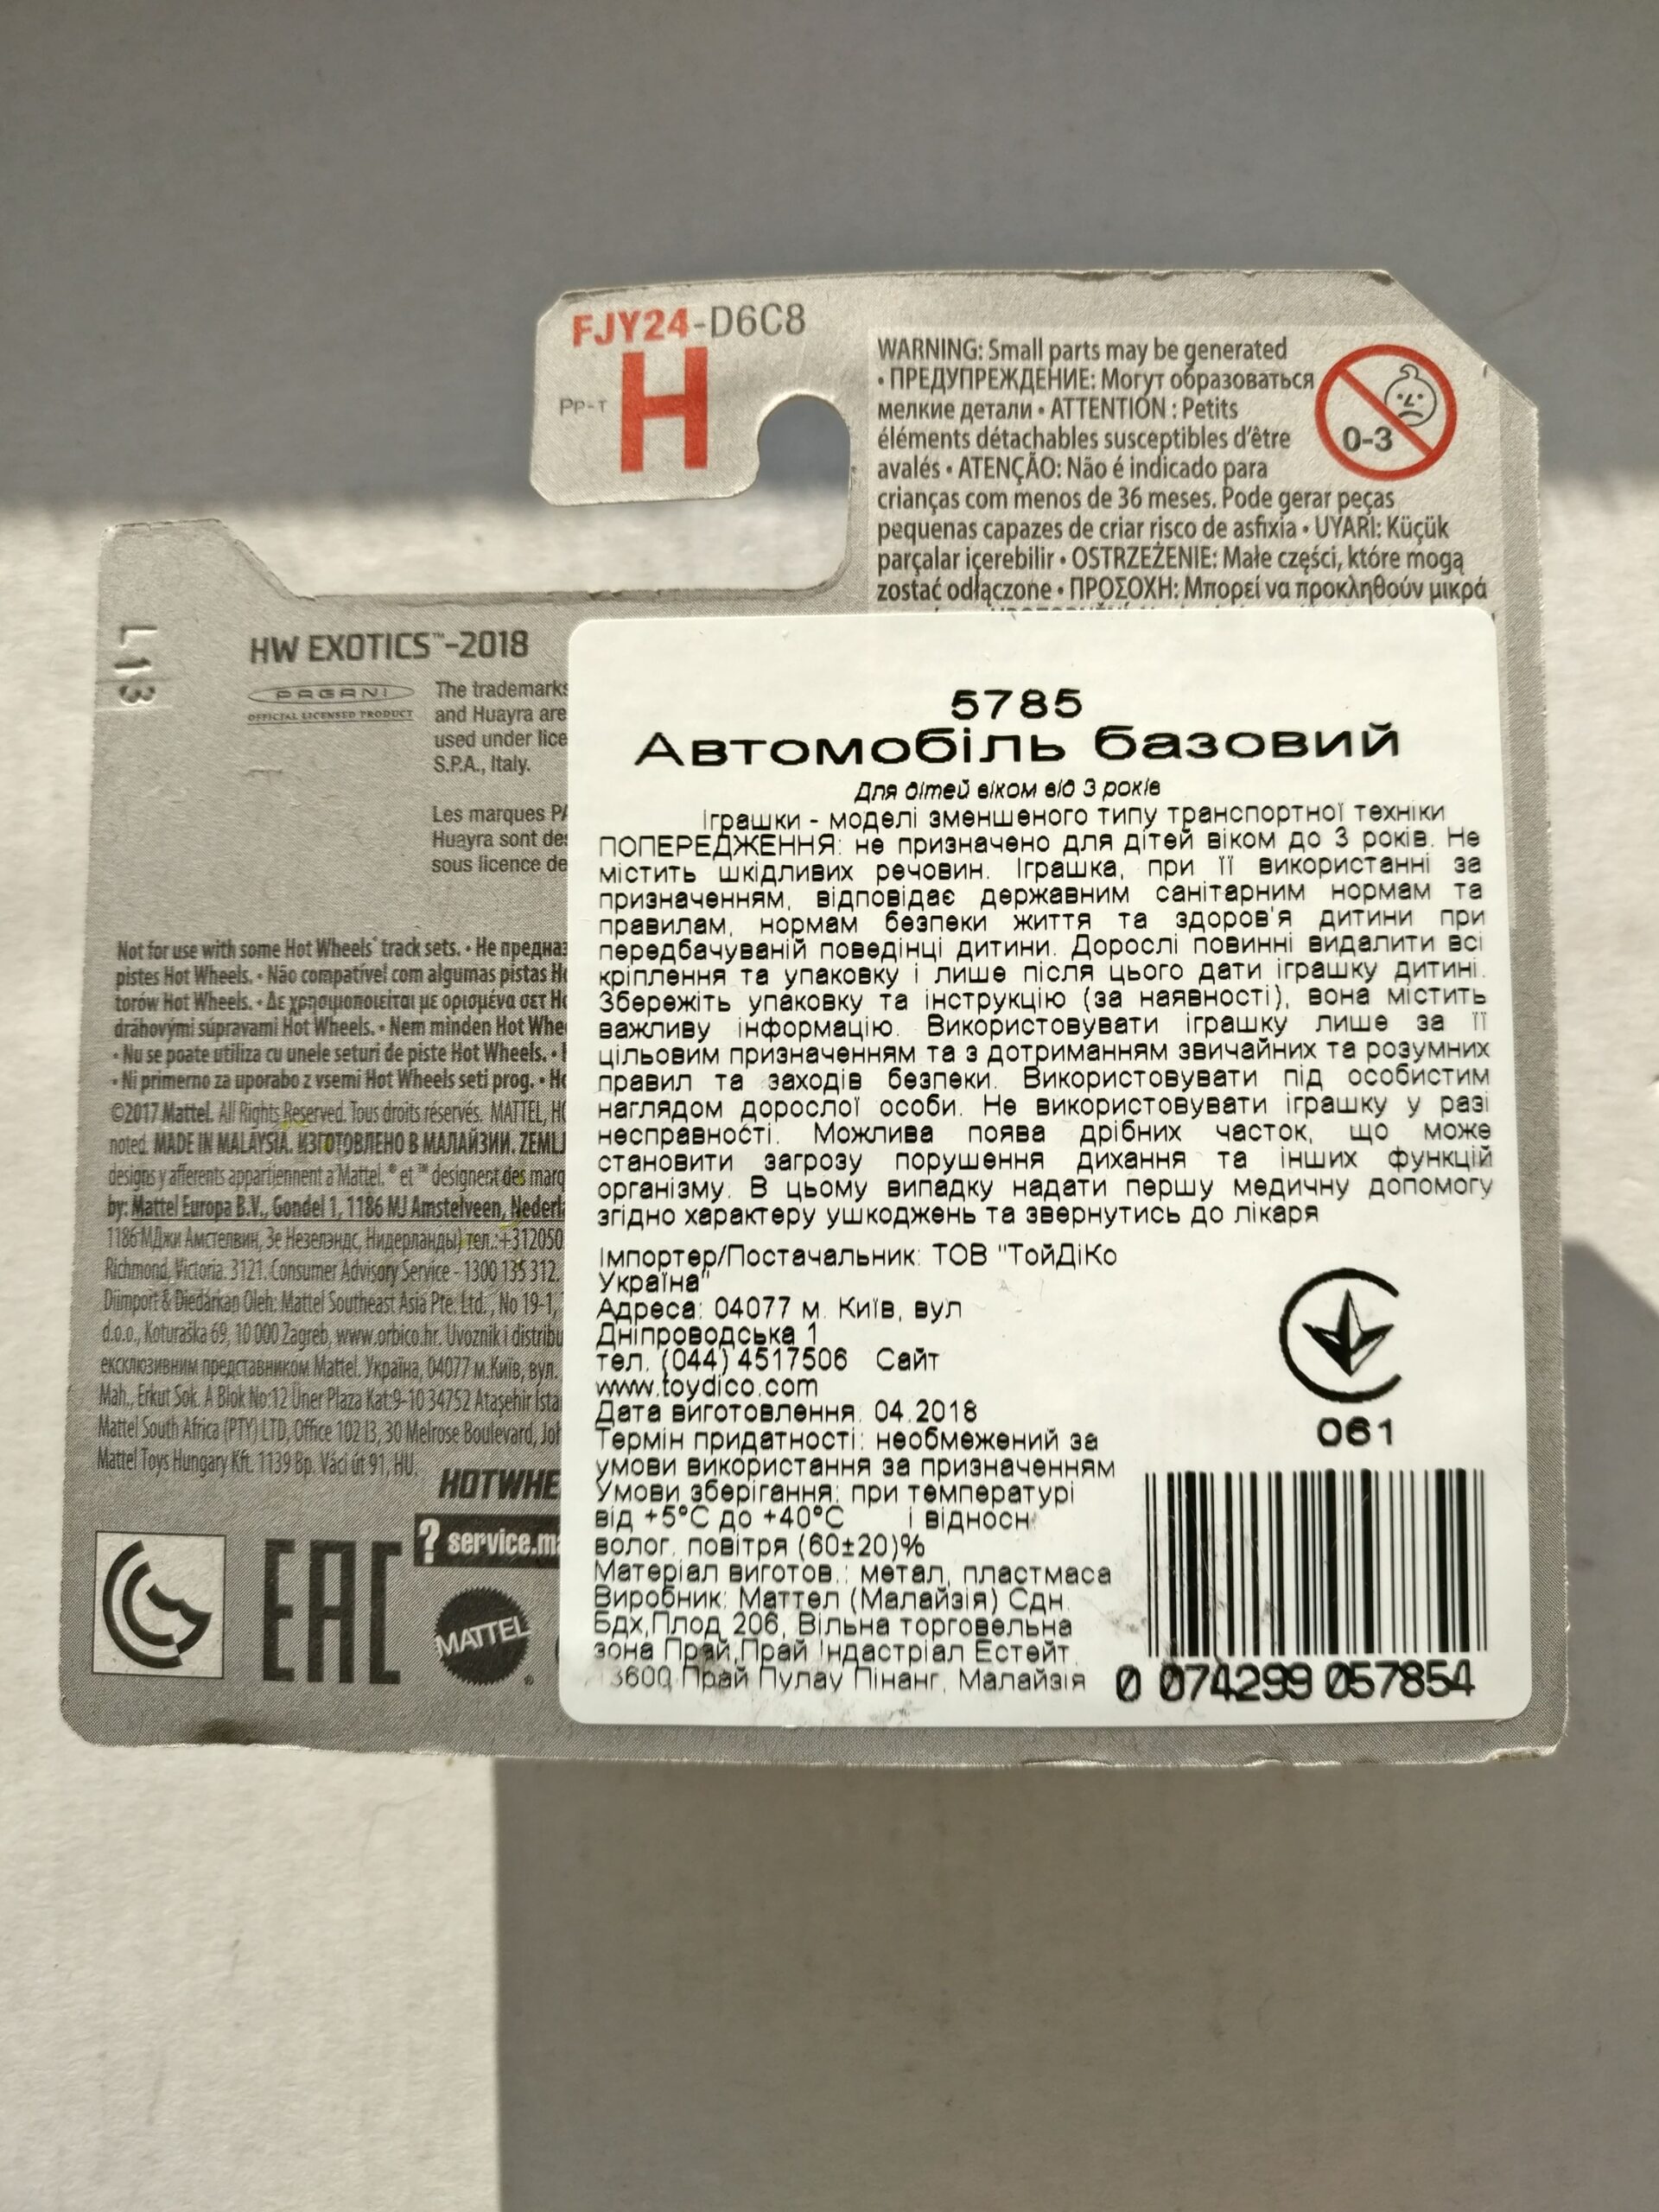 FJY24-D6C8
H
Pp-T
WARNING: Small parts may be generated
• ПРЕДУПРЕЖДЕНИЕ: Могут образоваться
мелкие детали • ATTENTION : Petits
éléments détachables susceptibles d'être
avalés • ATENÇÃO: Não é indicado para
crianças com menos de 36 meses. Pode gerar peças
pequenas capazes de criar risco de asfixia • UYARI: Küçük
parçalar içerebilir • OSTRZEŻENIE: Małe części, które mogą
zostać odłączone • ΠΡΟΣΟΧΗ: Μπορεί να προκληθούν μικρά
0-3
L13
HW EXOTICS™-2018
PAGANI
OFFICIAL LICENSED PRODUCT
The trademarks
and Huayra are
used under lice
S.P.A., Italy.
Les marques PA
Huayra sont des
sous licence de
Not for use with some Hot Wheels® track sets. • Не предназ
pistes Hot Wheels. • Não compatível com algumas pistas Ho
torów Hot Wheels. • Δε χρησιμοποιείται με ορισμένα σετ Ho
dráhovými súpravami Hot Wheels. • Nem minden Hot Whe
• Nu se poate utiliza cu unele seturi de piste Hot Wheels. •
• Ni primerno za uporabo z vsemi Hot Wheels seti prog. • Ho
©2017 Mattel. All Rights Reserved. Tous droits réservés. MATTEL, HO
noted. MADE IN MALAYSIA. ИЗГОТОВЛЕНО В МАЛАЙЗИИ. ZEMLJ
designs y afférents appartiennent à Mattel. ® et ™ désignent des marq
by: Mattel Europa B.V., Gondel 1, 1186 MJ Amstelveen, Nederl
1186 МДжи Амстелвин, Зе Незелэндс, Нидерланды) тел.:+312050
Richmond, Victoria. 3121. Consumer Advisory Service - 1300 135 312.
Diimport & Diedarkan Oleh: Mattel Southeast Asia Pte. Ltd., No 19-1,
d.o.o., Koturaška 69, 10 000 Zagreb, www.orbico.hr. Uvoznik i distribu
ексклюзивним представником Mattel. Україна, 04077 м.Київ, вул.
Mah., Erkut Sok. A Blok No:12 Üner Plaza Kat:9-10 34752 Ataşehir İsta
Mattel South Africa (PTY) LTD, Office 102 I3, 30 Melrose Boulevard, Joh
Mattel Toys Hungary Kft. 1139 Bp. Váci út 91, HU.
HOTWHE
? service.ma
EAC
MATTEL
5785
Автомобіль базовий
Для дітей віком від 3 років
Іграшки - моделі зменшеного типу транспортної техніки
ПОПЕРЕДЖЕННЯ: не призначено для дітей віком до 3 років. Не
містить шкідливих речовин. Іграшка, при її використанні за
призначенням, відповідає державним санітарним нормам та
правилам, нормам безпеки життя та здоров'я дитини при
передбачуваній поведінці дитини. Дорослі повинні видалити всі
кріплення та упаковку і лише після цього дати іграшку дитині.
Збережіть упаковку та інструкцію (за наявності), вона містить
важливу інформацію. Використовувати іграшку лише за її
цільовим призначенням та з дотриманням звичайних та розумних
правил та заходів безпеки. Використовувати під особистим
наглядом дорослої особи. Не використовувати іграшку у разі
несправності. Можлива поява дрібних часток, що може
становити загрозу порушення дихання та інших функцій
організму. В цьому випадку надати першу медичну допомогу
згідно характеру ушкоджень та звернутись до лікаря
Імпортер/Постачальник: ТОВ "ТойДіКо
Україна"
Адреса: 04077 м. Київ, вул
Дніпроводська 1
тел. (044) 4517506 Сайт
www.toydico.com
Дата виготовлення: 04.2018
Термін придатності: необмежений за
умови використання за призначенням
Умови зберігання: при температурі
від +5°С до +40°С і відносн.
волог. повітря (60±20)%
Матеріал виготов.: метал, пластмаса
Виробник: Маттел (Малайзія) Сдн.
Бдх,Плод 206, Вільна торговельна
зона Прай,Прай Індастріал Естейт,
13600 Прай Пулау Пінанг, Малайзія
061
0 074299 057854